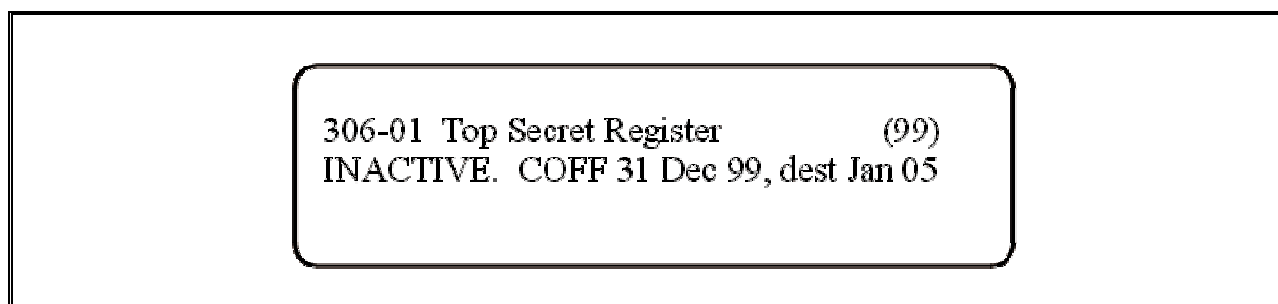 306-01 Top Secret Register (99)
INACTIVE. COFF 31 Dec 99, dest Jan 05